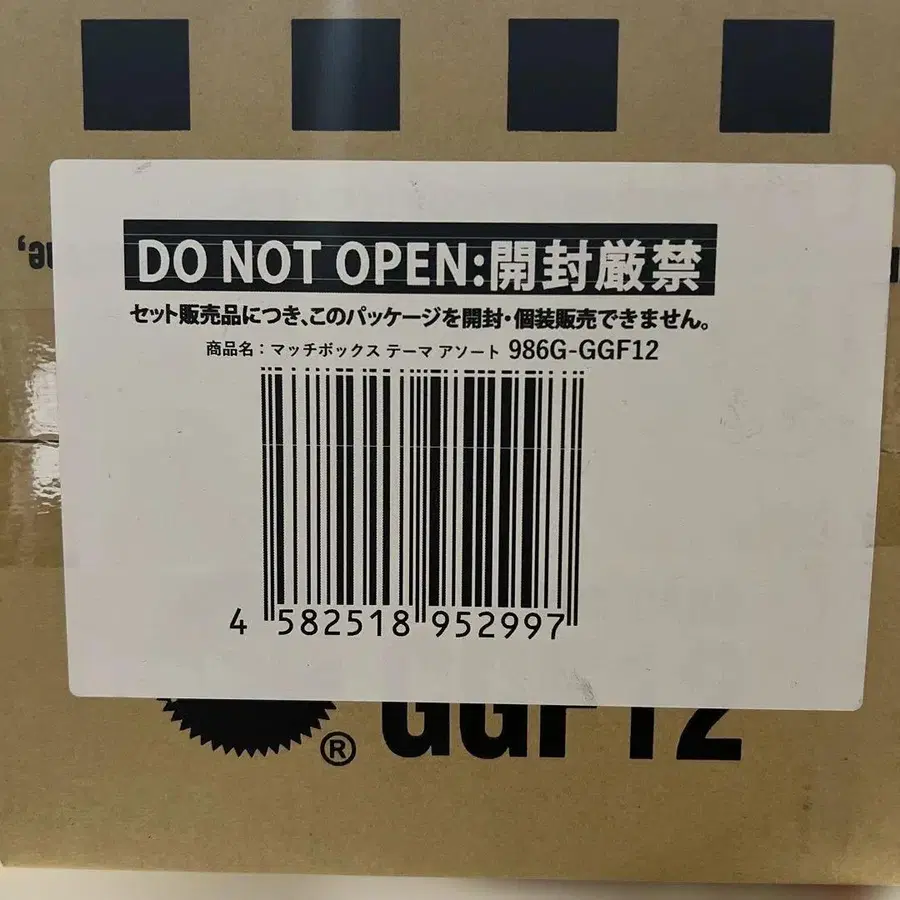 DO NOT OPEN:開封厳禁
セット販売品につき、このパッケージを開封・個装販売できません。
商品名：マッチボックス テーマ アソート 986G-GGF12
4 582518 952997
® GGF12